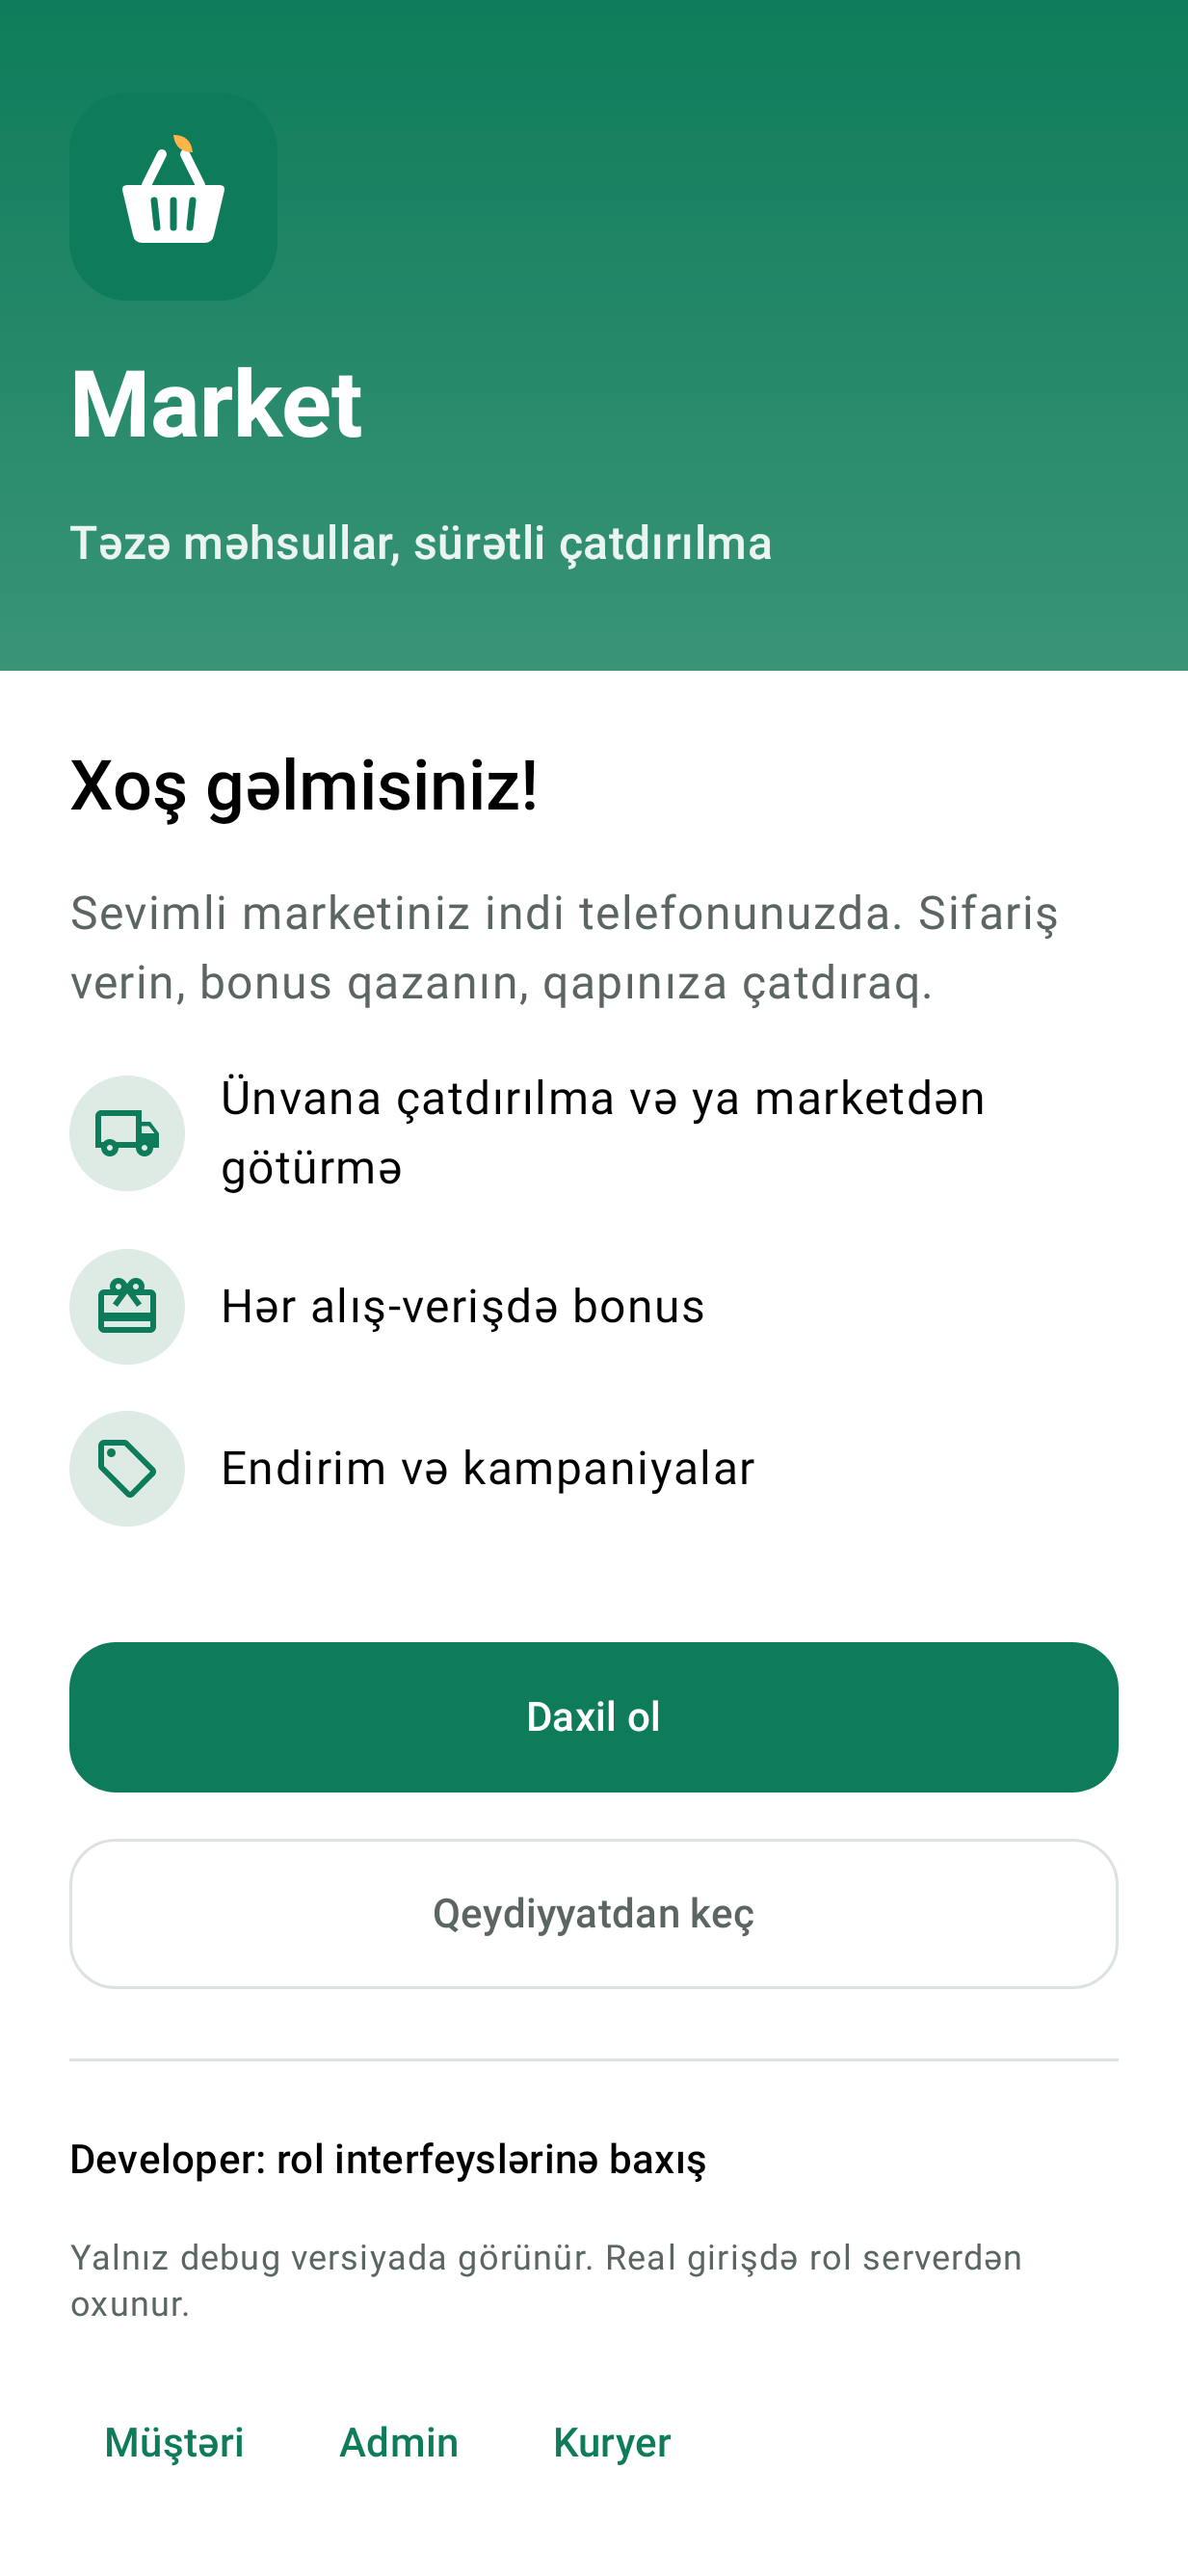 Market
Təzə məhsullar, sürətli çatdırılma
Xoş gəlmisiniz!
Sevimli marketiniz indi telefonunuzda. Sifariş
verin, bonus qazanın, qapınıza çatdıraq.
Ünvana çatdırılma və ya marketdən
götürmə
Hər alış-verişdə bonus
Endirim və kampaniyalar
Daxil ol
Qeydiyyatdan keç
Developer: rol interfeyslərinə baxış
Yalnız debug versiyada görünür. Real girişdə rol serverdən
oxunur.
Müştəri Admin Kuryer